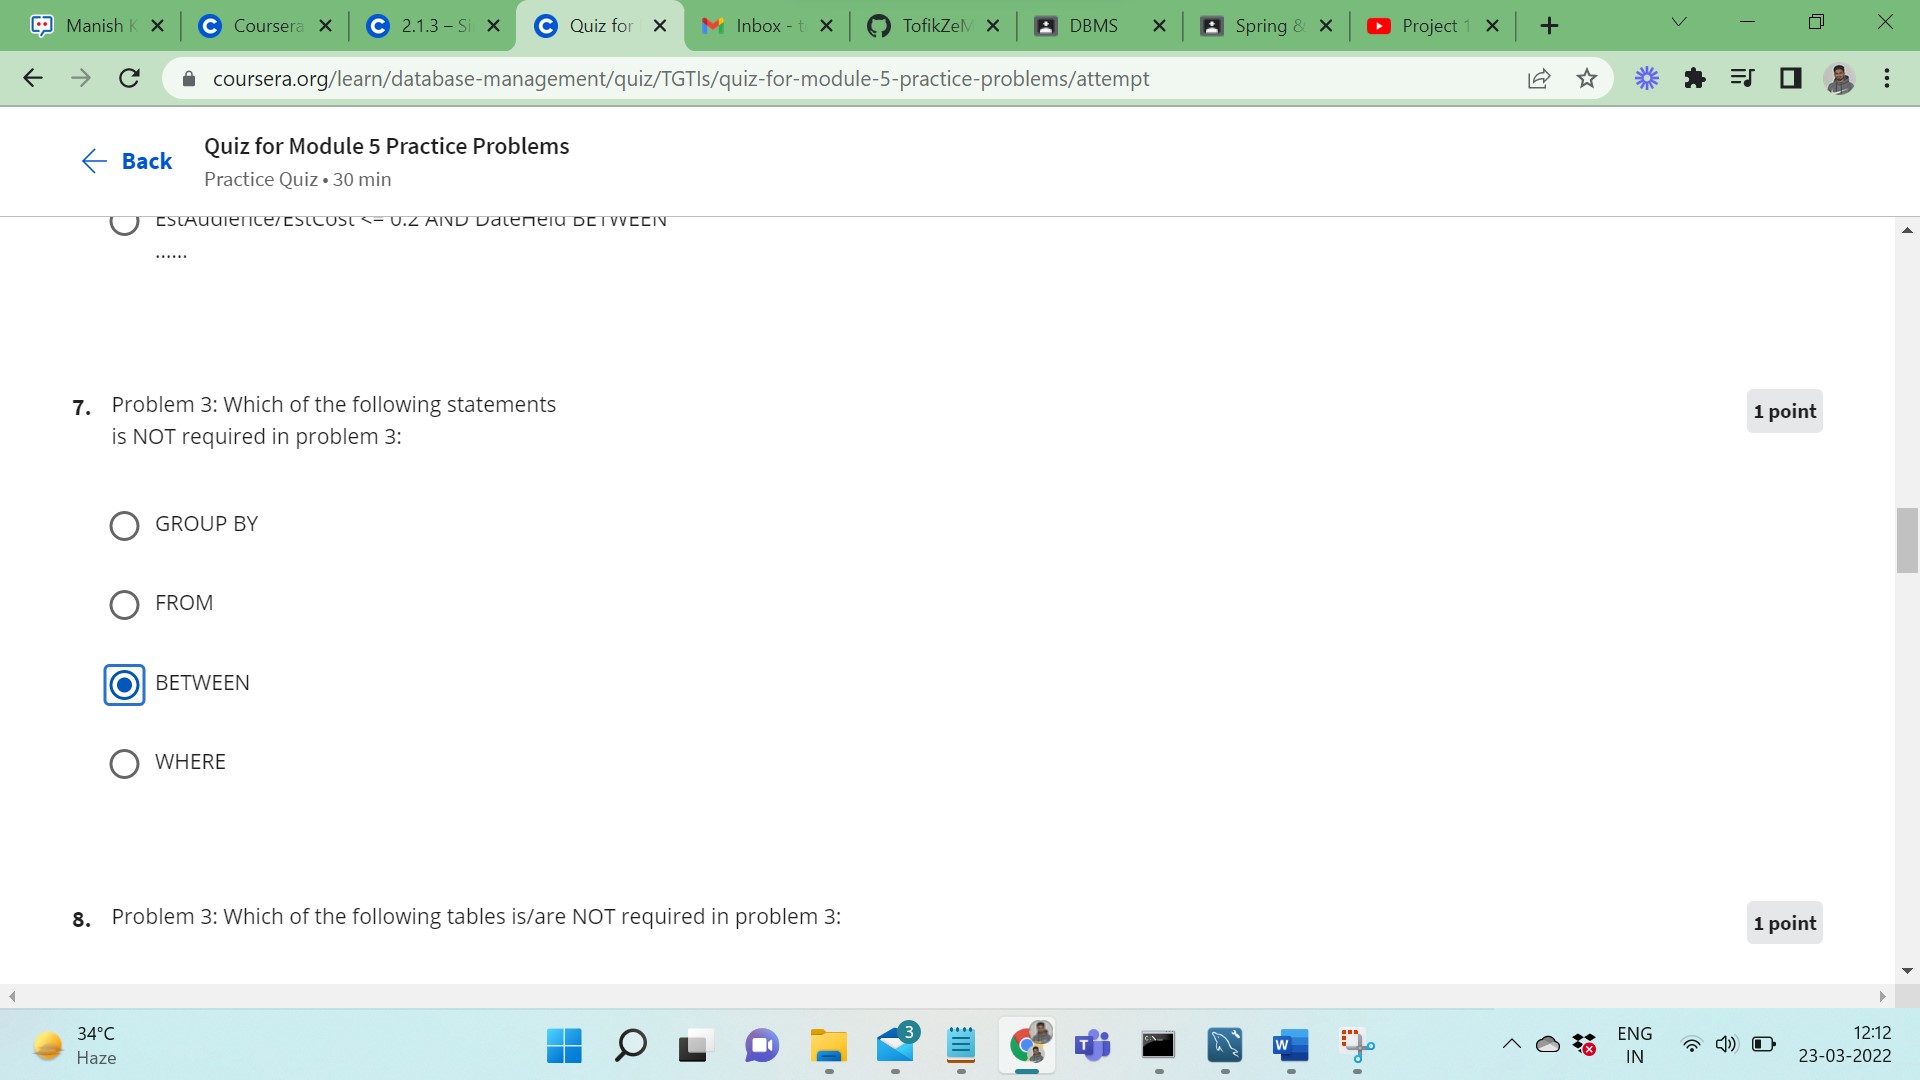 Manish K
Coursera
2.1.3 – Si
Quiz for
Inbox - t
TofikZeM
DBMS
Spring &
Project 1
coursera.org/learn/database-management/quiz/TGTIs/quiz-for-module-5-practice-problems/attempt
Back
Quiz for Module 5 Practice Problems
Practice Quiz • 30 min
EstAudience/EstCost <= 0.2 AND DateHeld BETWEEN
......
7. Problem 3: Which of the following statements
is NOT required in problem 3:
1 point
GROUP BY
FROM
BETWEEN
WHERE
8. Problem 3: Which of the following tables is/are NOT required in problem 3:
1 point
34°C
Haze
3
ENG
IN
12:12
23-03-2022